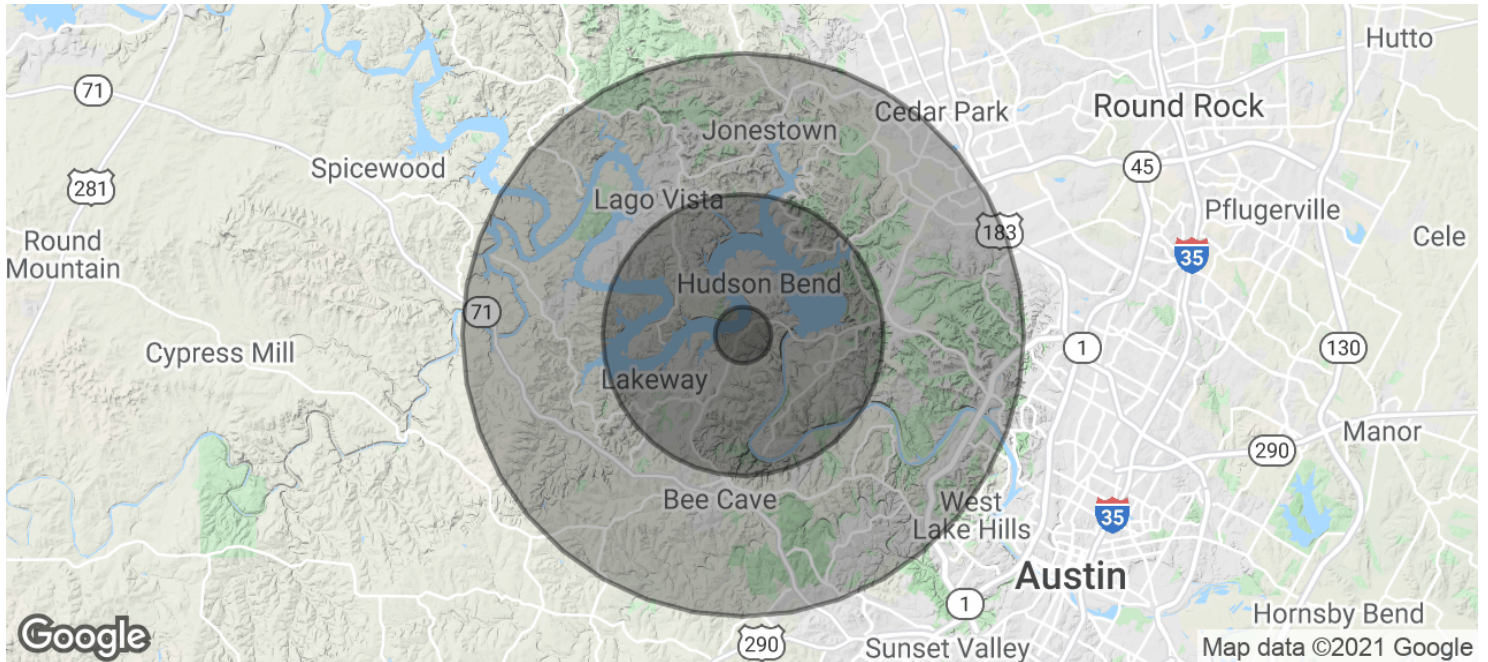 Hutto
71
Round Rock
Cedar Park
Jonestown
Spicewood
45
281
Lago Vista
Pflugerville
183
Cele
Round
Mountain
35
Hudson Bend
71
Cypress Mill
1
130
Lakeway
Manor
290
Bee Cave
West
Lake Hills
35
Austin
1
Hornsby Bend
Google
290
Sunset Valley
Map data ©2021 Google